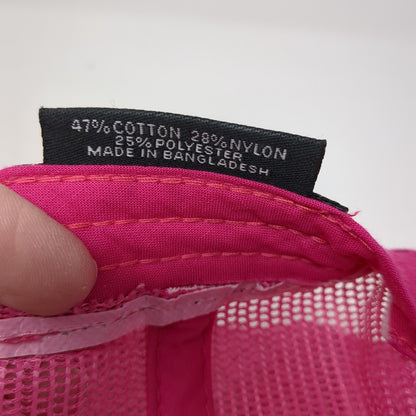 47% COTTON 28% NYLON
25% POLYESTER
MADE IN BANGLADESH